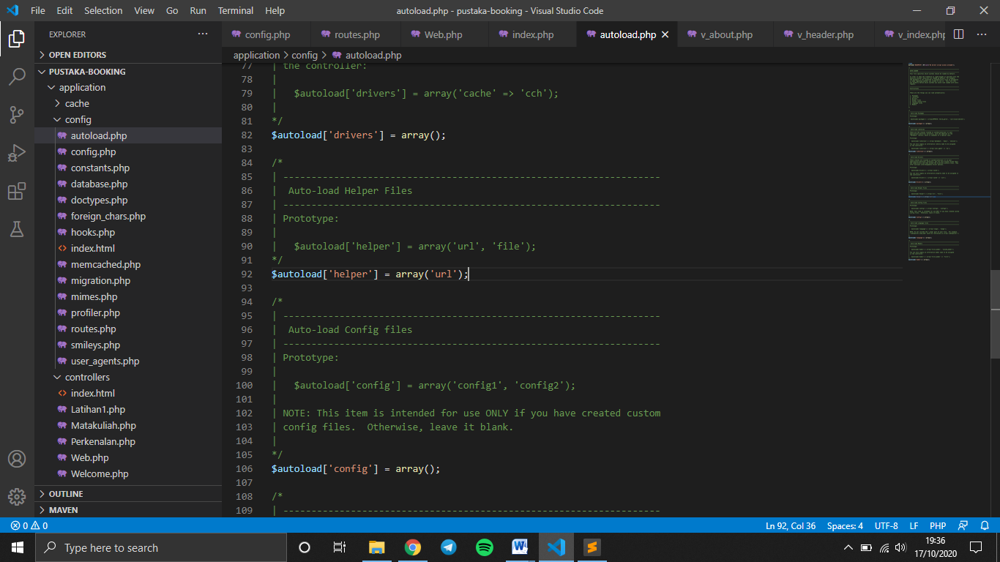 File Edit Selection View Go Run Terminal Help
autoload.php - pustaka-booking - Visual Studio Code
EXPLORER
OPEN EDITORS
PUSTAKA-BOOKING
application
cache
config
autoload.php
config.php
constants.php
database.php
doctypes.php
foreign_chars.php
hooks.php
index.html
memcached.php
migration.php
mimes.php
profiler.php
routes.php
smileys.php
user_agents.php
controllers
index.html
Latihan1.php
Matakuliah.php
Perkenalan.php
Web.php
Welcome.php
OUTLINE
MAVEN
config.php routes.php Web.php index.php autoload.php v_about.php v_header.php v_index.php
application > config > autoload.php
77 | the controller:
78 |
79 |   $autoload['drivers'] = array('cache' => 'cch');
80 |
81 */
82 $autoload['drivers'] = array();
83
84 /*
85 | -------------------------------------------------------------------
86 |  Auto-load Helper Files
87 | -------------------------------------------------------------------
88 | Prototype:
89 |
90 |   $autoload['helper'] = array('url', 'file');
91 */
92 $autoload['helper'] = array('url');
93
94 /*
95 | -------------------------------------------------------------------
96 |  Auto-load Config files
97 | -------------------------------------------------------------------
98 | Prototype:
99 |
100 |   $autoload['config'] = array('config1', 'config2');
101 |
102 | NOTE: This item is intended for use ONLY if you have created custom
103 | config files.  Otherwise, leave it blank.
104 |
105 */
106 $autoload['config'] = array();
107
108 /*
109 | -------------------------------------------------------------------
0 0
Ln 92, Col 36 Spaces: 4 UTF-8 LF PHP
Type here to search
19:36
17/10/2020